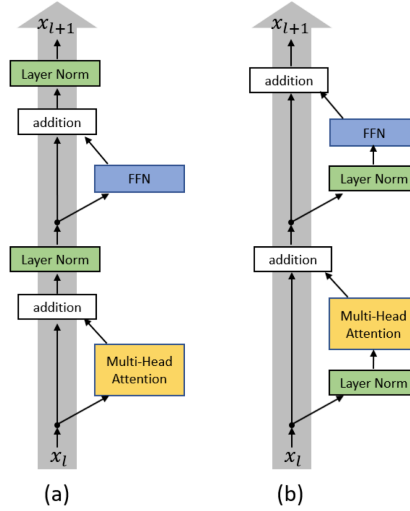 x_{l+1}
Layer Norm
addition
FFN
Layer Norm
addition
Multi-Head
Attention
x_l
(a)
x_{l+1}
addition
FFN
Layer Norm
addition
Multi-Head
Attention
Layer Norm
x_l
(b)